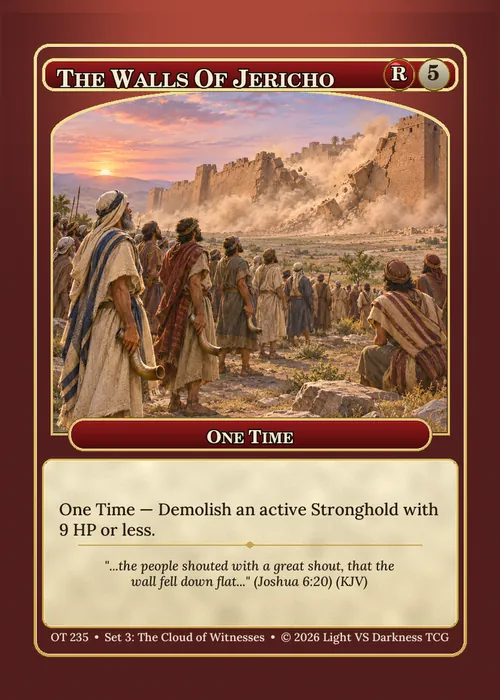 The Walls Of Jericho
R 5
One Time
One Time — Demolish an active Stronghold with
9 HP or less.
"...the people shouted with a great shout, that the
wall fell down flat..." (Joshua 6:20) (KJV)
OT 235 • Set 3: The Cloud of Witnesses • © 2026 Light VS Darkness TCG